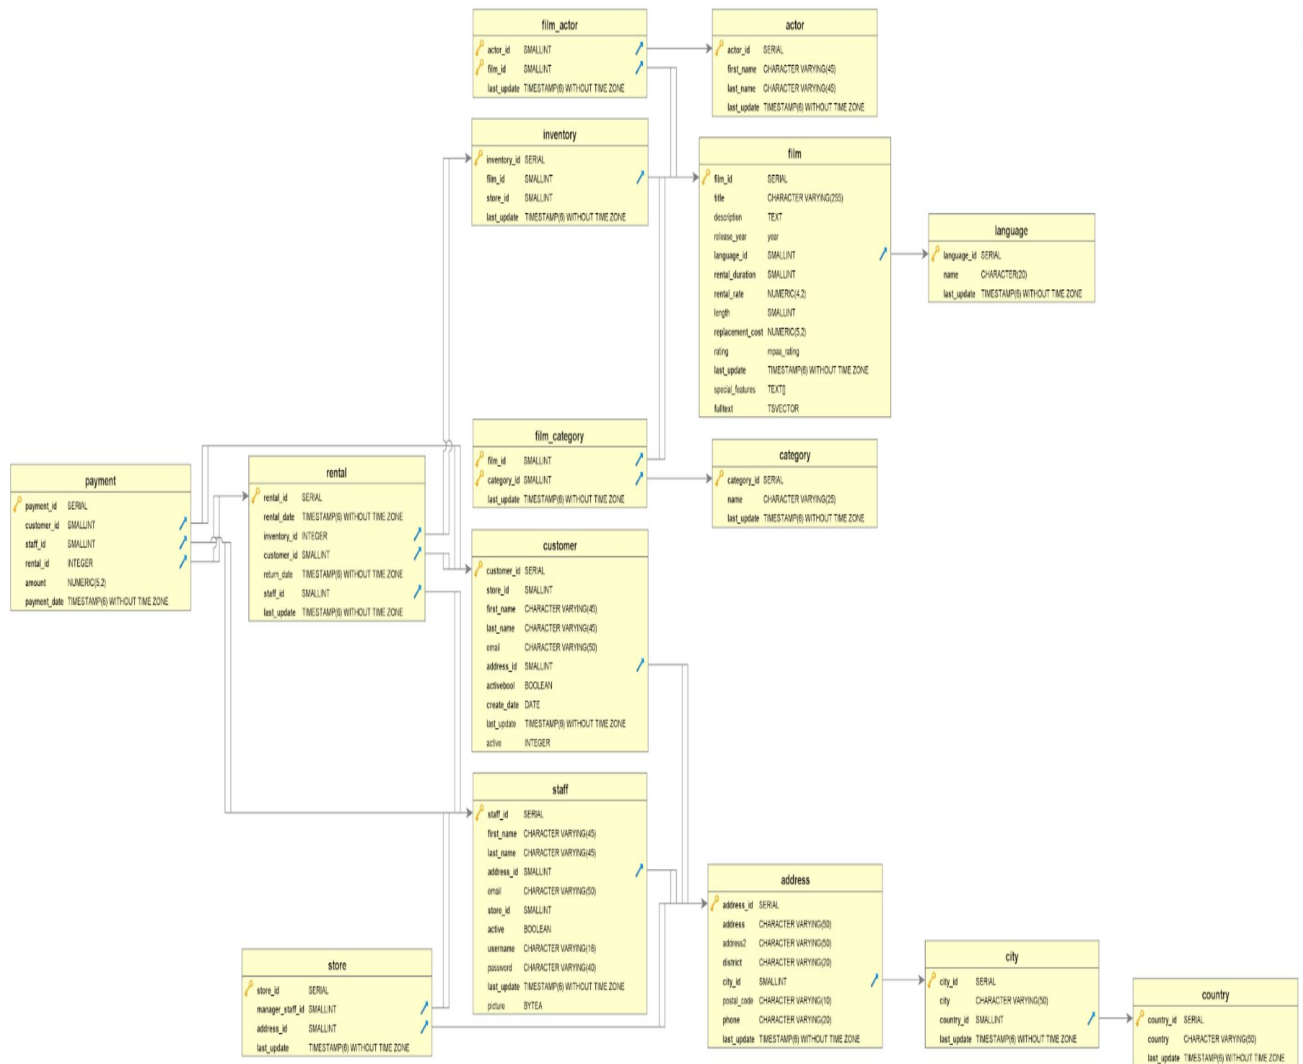 film_actor
actor_id SMALLINT
film_id SMALLINT
last_update TIMESTAMP(6) WITHOUT TIME ZONE
actor
actor_id SERIAL
first_name CHARACTER VARYING(45)
last_name CHARACTER VARYING(45)
last_update TIMESTAMP(6) WITHOUT TIME ZONE
inventory
inventory_id SERIAL
film_id SMALLINT
store_id SMALLINT
last_update TIMESTAMP(6) WITHOUT TIME ZONE
film
film_id SERIAL
title CHARACTER VARYING(255)
description TEXT
release_year year
language_id SMALLINT
rental_duration SMALLINT
rental_rate NUMERIC(4,2)
length SMALLINT
replacement_cost NUMERIC(5,2)
rating mpaa_rating
last_update TIMESTAMP(6) WITHOUT TIME ZONE
special_features TEXT[]
fulltext TSVECTOR
language
language_id SERIAL
name CHARACTER(20)
last_update TIMESTAMP(6) WITHOUT TIME ZONE
film_category
film_id SMALLINT
category_id SMALLINT
last_update TIMESTAMP(6) WITHOUT TIME ZONE
category
category_id SERIAL
name CHARACTER VARYING(25)
last_update TIMESTAMP(6) WITHOUT TIME ZONE
payment
payment_id SERIAL
customer_id SMALLINT
staff_id SMALLINT
rental_id INTEGER
amount NUMERIC(5,2)
payment_date TIMESTAMP(6) WITHOUT TIME ZONE
rental
rental_id SERIAL
rental_date TIMESTAMP(6) WITHOUT TIME ZONE
inventory_id INTEGER
customer_id SMALLINT
return_date TIMESTAMP(6) WITHOUT TIME ZONE
staff_id SMALLINT
last_update TIMESTAMP(6) WITHOUT TIME ZONE
customer
customer_id SERIAL
store_id SMALLINT
first_name CHARACTER VARYING(45)
last_name CHARACTER VARYING(45)
email CHARACTER VARYING(50)
address_id SMALLINT
activebool BOOLEAN
create_date DATE
last_update TIMESTAMP(6) WITHOUT TIME ZONE
active INTEGER
staff
staff_id SERIAL
first_name CHARACTER VARYING(45)
last_name CHARACTER VARYING(45)
address_id SMALLINT
email CHARACTER VARYING(50)
store_id SMALLINT
active BOOLEAN
username CHARACTER VARYING(16)
password CHARACTER VARYING(40)
last_update TIMESTAMP(6) WITHOUT TIME ZONE
picture BYTEA
store
store_id SERIAL
manager_staff_id SMALLINT
address_id SMALLINT
last_update TIMESTAMP(6) WITHOUT TIME ZONE
address
address_id SERIAL
address CHARACTER VARYING(50)
address2 CHARACTER VARYING(50)
district CHARACTER VARYING(20)
city_id SMALLINT
postal_code CHARACTER VARYING(10)
phone CHARACTER VARYING(20)
last_update TIMESTAMP(6) WITHOUT TIME ZONE
city
city_id SERIAL
city CHARACTER VARYING(50)
country_id SMALLINT
last_update TIMESTAMP(6) WITHOUT TIME ZONE
country
country_id SERIAL
country CHARACTER VARYING(50)
last_update TIMESTAMP(6) WITHOUT TIME ZONE